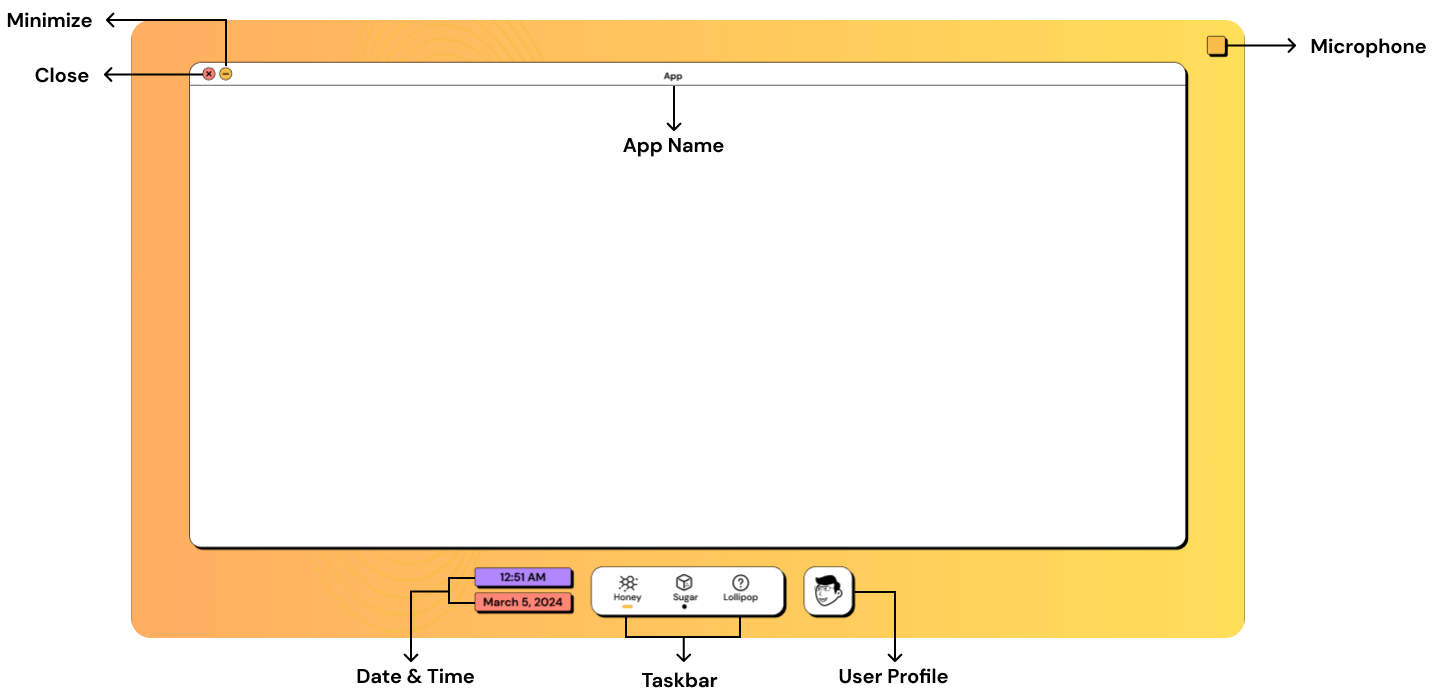 Minimize
Microphone
Close
App
App Name
12:51 AM
March 5, 2024
Honey
Sugar
Lollipop
Date & Time
Taskbar
User Profile